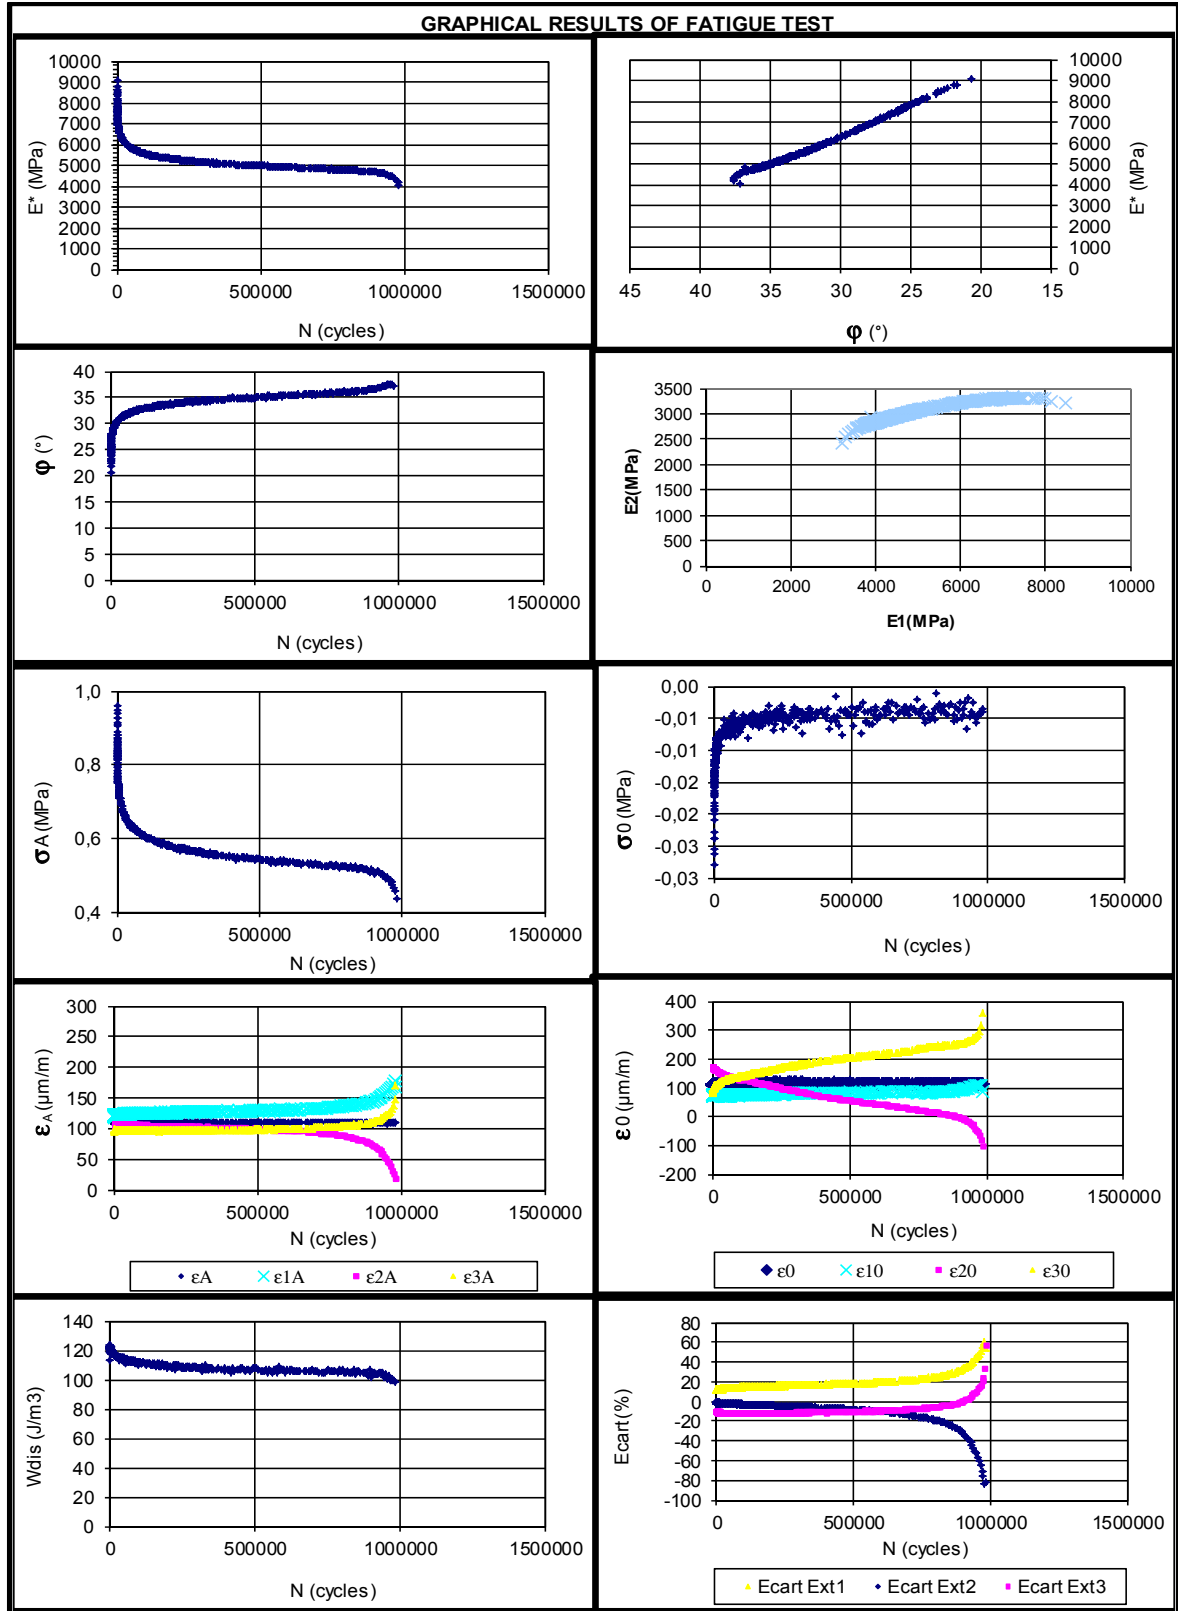 GRAPHICAL RESULTS OF FATIGUE TEST
E* (MPa)
10000
9000
8000
7000
6000
5000
4000
3000
2000
1000
0
0 500000 1000000 1500000
N (cycles)
10000
9000
8000
7000
6000
5000
4000
3000
2000
1000
0
E* (MPa)
45 40 35 30 25 20 15
φ (°)
φ (°)
40
35
30
25
20
15
10
5
0
0 500000 1000000 1500000
N (cycles)
E2(MPa)
3500
3000
2500
2000
1500
1000
500
0
0 2000 4000 6000 8000 10000
E1(MPa)
σA (MPa)
1,0
0,8
0,6
0,4
0 500000 1000000 1500000
N (cycles)
σ0 (MPa)
0,00
-0,01
-0,01
-0,02
-0,02
-0,03
-0,03
0 500000 1000000 1500000
N (cycles)
εA (µm/m)
300
250
200
150
100
50
0
0 500000 1000000 1500000
N (cycles)
εA ε1A ε2A ε3A
ε0 (µm/m)
400
300
200
100
0
-100
-200
0 500000 1000000 1500000
N (cycles)
ε0 ε10 ε20 ε30
Wdis (J/m3)
140
120
100
80
60
40
20
0
0 500000 1000000 1500000
N (cycles)
Ecart (%)
80
60
40
20
0
-20
-40
-60
-80
-100
0 500000 1000000 1500000
N (cycles)
Ecart Ext1 Ecart Ext2 Ecart Ext3